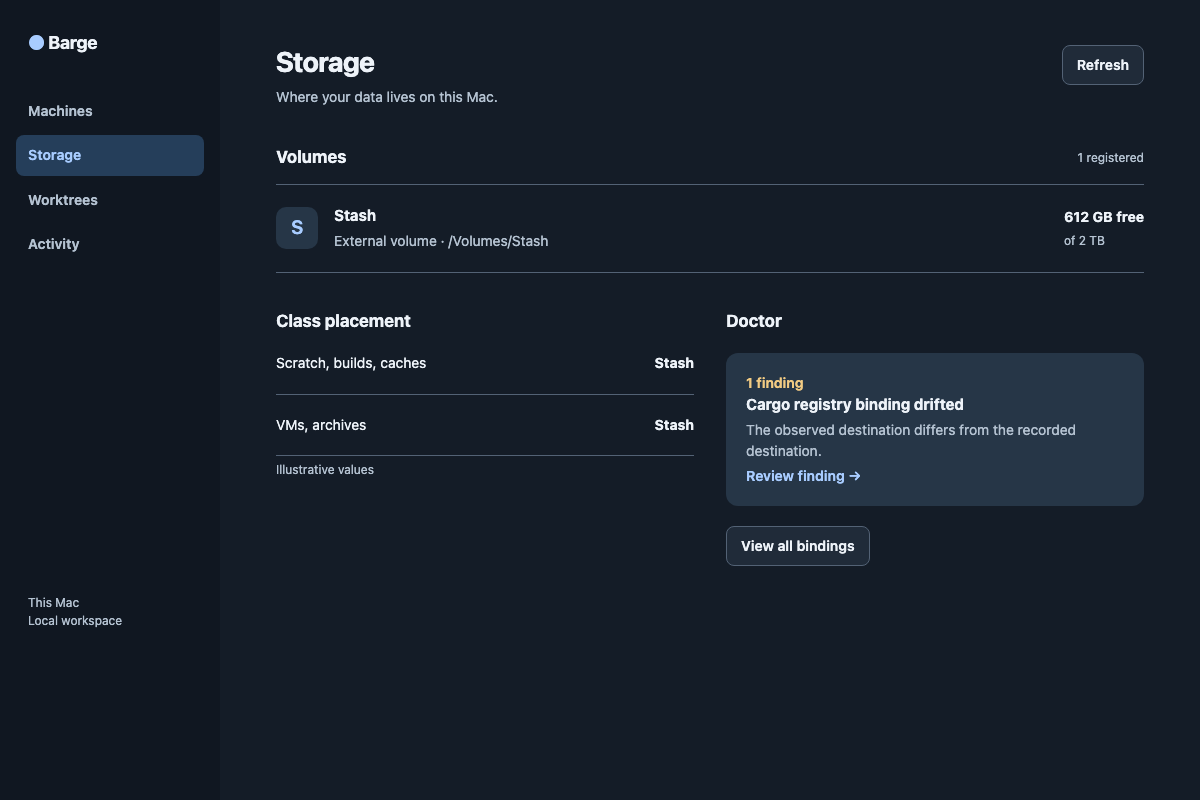 Barge
Machines
Storage
Worktrees
Activity
This Mac
Local workspace
Storage
Where your data lives on this Mac.
Refresh
Volumes
1 registered
S
Stash
External volume · /Volumes/Stash
612 GB free
of 2 TB
Class placement
Scratch, builds, caches
Stash
VMs, archives
Stash
Illustrative values
Doctor
1 finding
Cargo registry binding drifted
The observed destination differs from the recorded
destination.
Review finding →
View all bindings